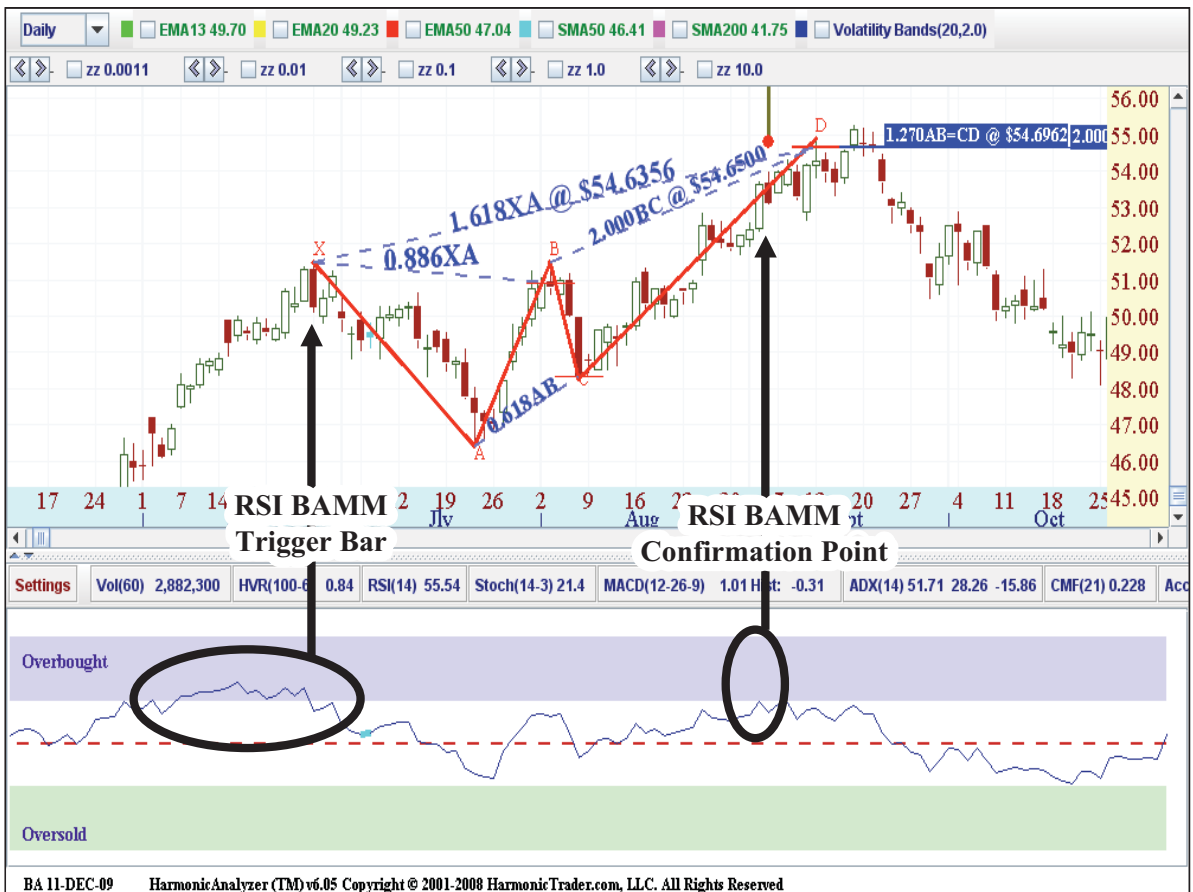 Daily EMA13 49.70 EMA20 49.23 EMA50 47.04 SMA50 46.41 SMA200 41.75 Volatility Bands(20,2.0)
zz 0.0011 zz 0.01 zz 0.1 zz 1.0 zz 10.0
56.00
D
1.270AB=CD @ $54.6962 2.000 55.00
1.618XA @ $54.6356
2.000BC @ $54.6500
54.00
53.00
X
0.886XA
B
52.00
51.00
50.00
49.00
C
0.618AB
48.00
47.00
A
46.00
45.00
17 24 1 7 14 19 26 2 9 16 20 27 4 11 18 25
Jlv Aug Oct
RSI BAMM
Trigger Bar
RSI BAMM
Confirmation Point
Settings Vol(60) 2,882,300 HVR(100-6 0.84 RSI(14) 55.54 Stoch(14-3) 21.4 MACD(12-26-9) 1.01 Hist: -0.31 ADX(14) 51.71 28.26 -15.86 CMF(21) 0.228 Acc
Overbought
Oversold
BA 11-DEC-09 HarmonicAnalyzer (TM) v6.05 Copyright © 2001-2008 HarmonicTrader.com, LLC. All Rights Reserved